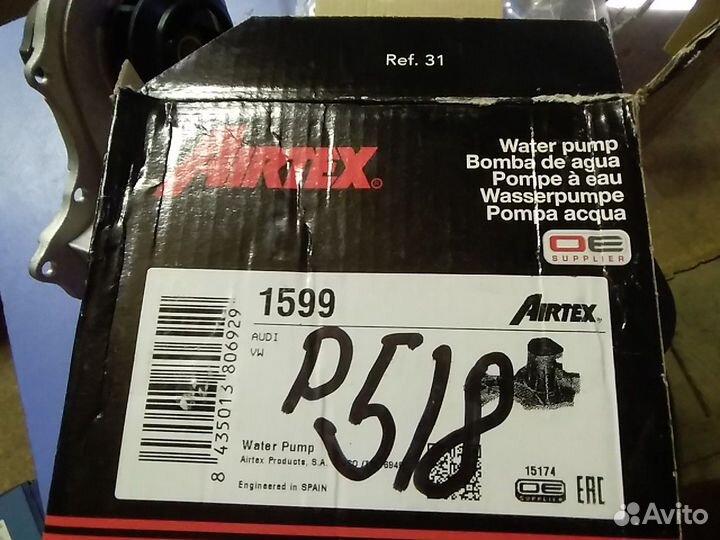 Ref. 31
AIRTEX®
Water pump
Bomba de agua
Pompe à eau
Wasserpumpe
Pompa acqua
OE
SUPPLIER
1599
AIRTEX
AUDI
VW
P518
8 435013 806929
Water Pump
Airtex Products, S.A.
Engineered in SPAIN
15174
OE
SUPPLIER
EAC
Avito